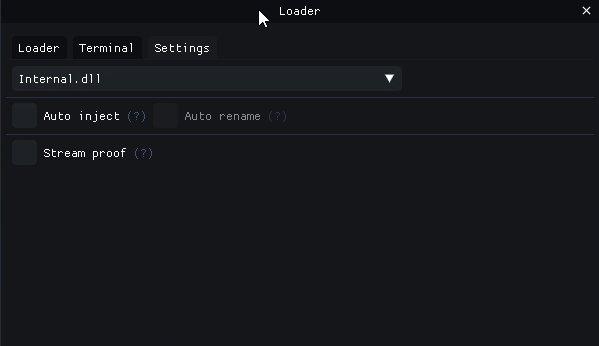 Loader
Loader Terminal Settings
Internal.dll
Auto inject (?) Auto rename (?)
Stream proof (?)